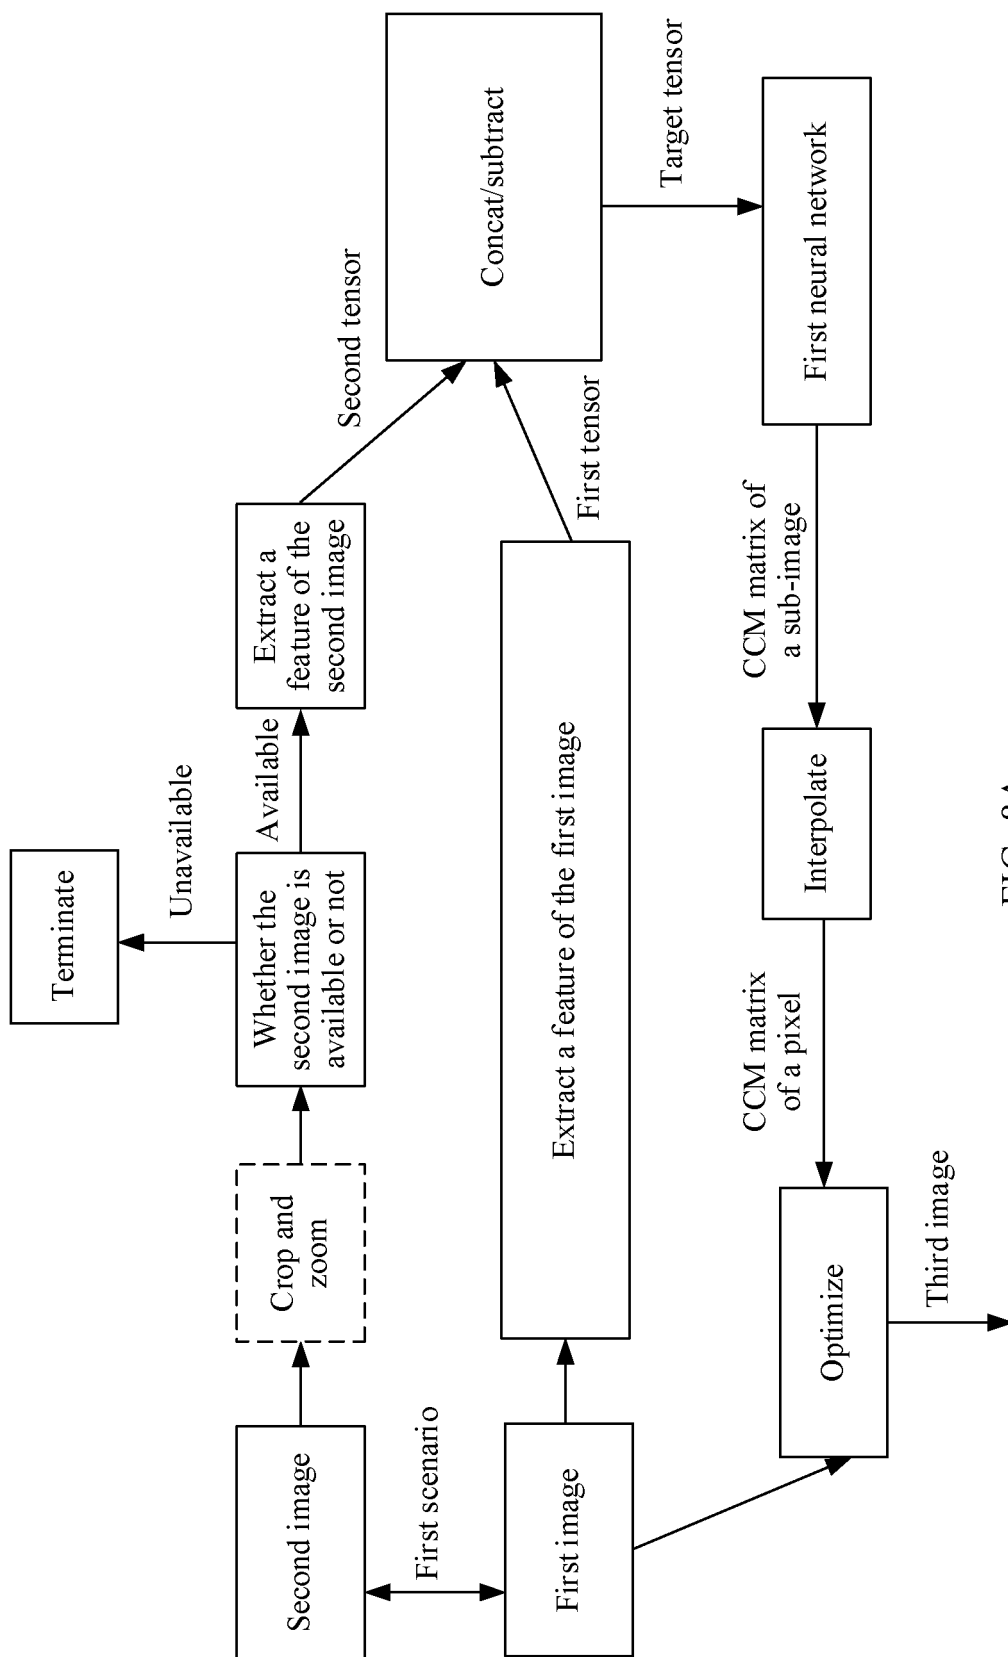 Terminate
Unavailable
Second image
Crop and
zoom
Whether the
second image is
available or not
Available
Extract a
feature of the
second image
Second tensor
First scenario
Concat/subtract
First image
Extract a feature of the first image
First tensor
Target tensor
Optimize
CCM matrix
of a pixel
Interpolate
CCM matrix of
a sub-image
First neural network
Third image
FIG.